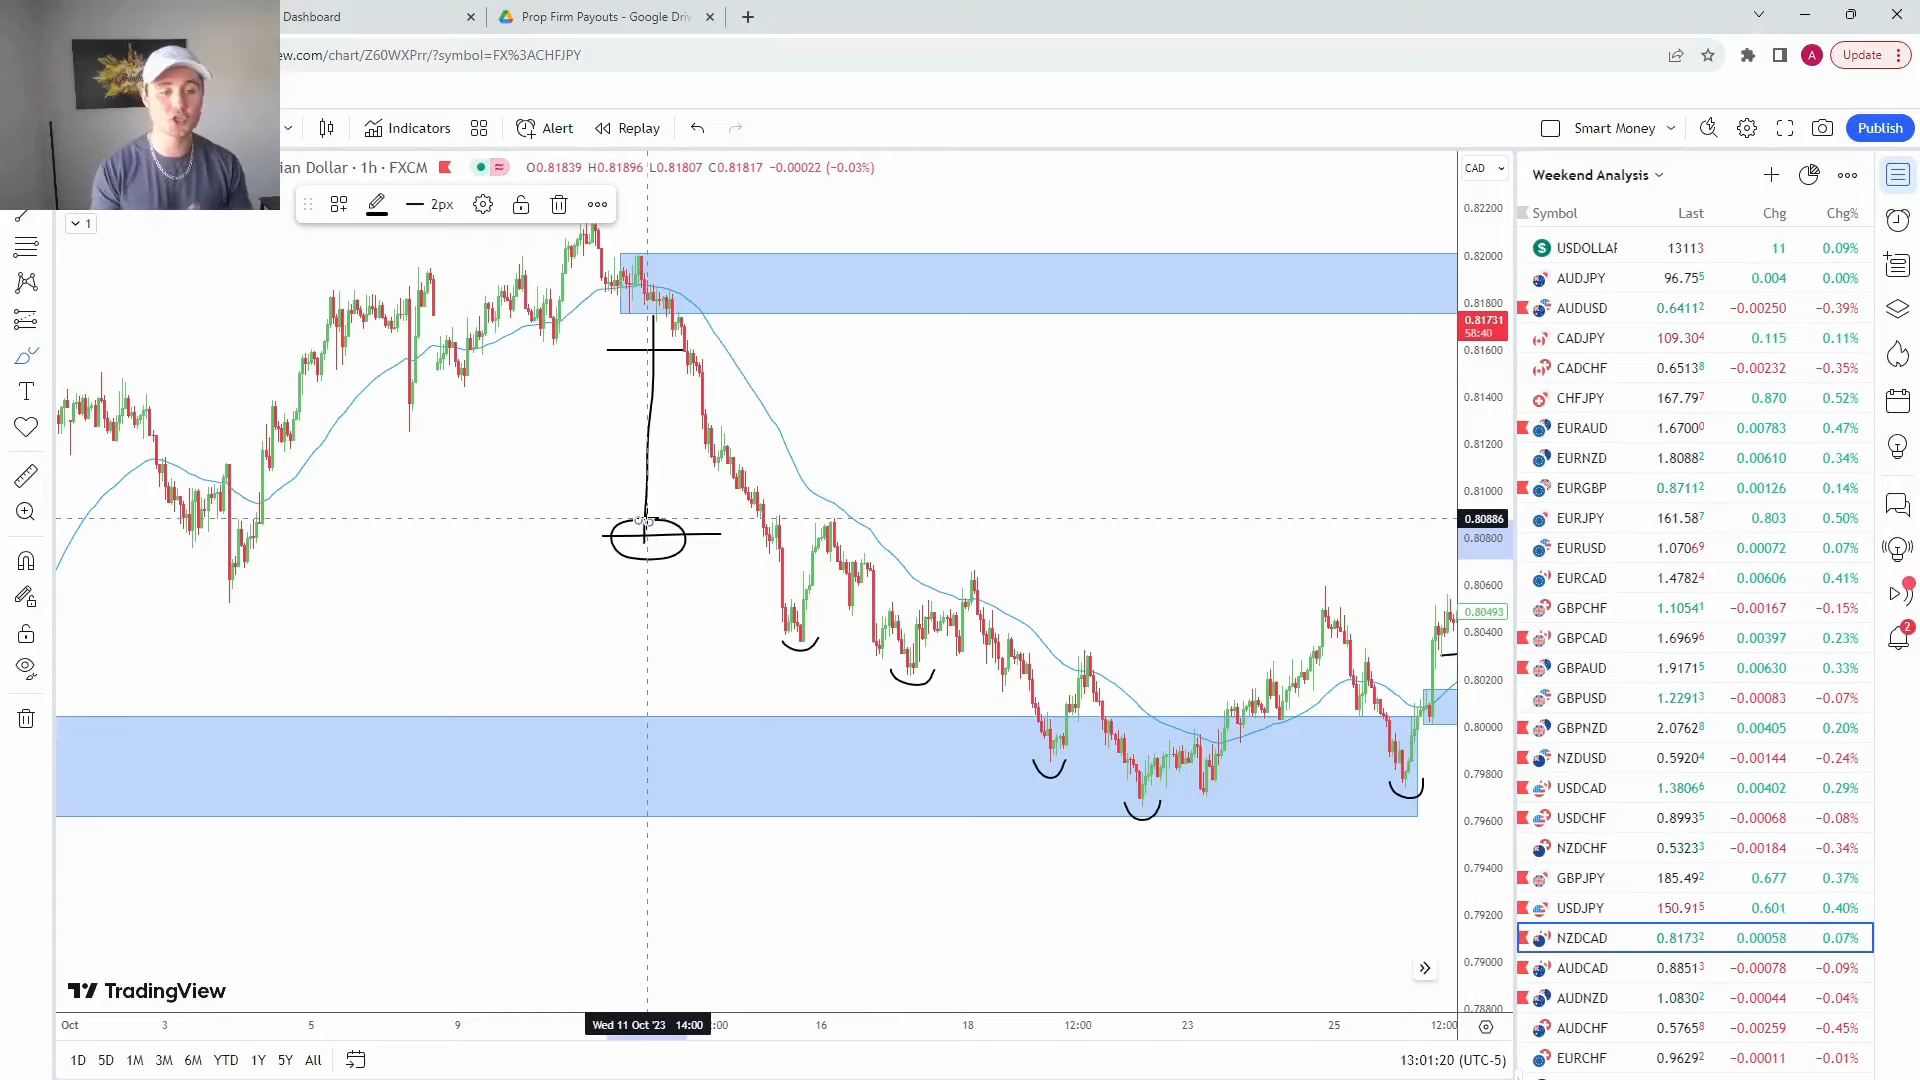 Dashboard
Prop Firm Payouts - Google Dri
ew.com/chart/Z60WXPrr/?symbol=FX%3ACHFJPY
A
Update
Indicators
Alert
Replay
Smart Money
Publish
ian Dollar · 1h · FXCM
O0.81839 H0.81896 L0.81807 C0.81817 −0.00022 (−0.03%)
CAD
2px
1
Weekend Analysis
Symbol Last Chg Chg%
USDOLLAR 13113 11 0.09%
AUDJPY 96.755 0.004 0.00%
AUDUSD 0.64112 −0.00250 −0.39%
CADJPY 109.304 0.115 0.11%
CADCHF 0.65138 −0.00232 −0.35%
CHFJPY 167.797 0.870 0.52%
EURAUD 1.67000 0.00783 0.47%
EURNZD 1.80882 0.00610 0.34%
EURGBP 0.87112 0.00126 0.14%
EURJPY 161.587 0.803 0.50%
EURUSD 1.07069 0.00072 0.07%
EURCAD 1.47824 0.00606 0.41%
GBPCHF 1.10541 −0.00167 −0.15%
GBPCAD 1.69696 0.00397 0.23%
GBPAUD 1.91715 0.00630 0.33%
GBPUSD 1.22913 −0.00083 −0.07%
GBPNZD 2.07628 0.00405 0.20%
NZDUSD 0.59204 −0.00144 −0.24%
USDCAD 1.38066 0.00402 0.29%
USDCHF 0.89935 −0.00068 −0.08%
NZDCHF 0.53233 −0.00184 −0.34%
GBPJPY 185.492 0.677 0.37%
USDJPY 150.915 0.601 0.40%
NZDCAD 0.81732 0.00058 0.07%
AUDCAD 0.88513 −0.00078 −0.09%
AUDNZD 1.08302 −0.00044 −0.04%
AUDCHF 0.57658 −0.00259 −0.45%
EURCHF 0.96292 −0.00011 −0.01%
0.82200
0.82000
0.81800
0.81731
58:40
0.81600
0.81400
0.81200
0.81000
0.80886
0.80800
0.80600
0.80493
0.80400
0.80200
0.80000
0.79800
0.79600
0.79400
0.79200
0.79000
0.78800
2
TradingView
Oct 3 5 9 Wed 11 Oct '23 14:00 :00 16 18 12:00 23 25 12:00
1D 5D 1M 3M 6M YTD 1Y 5Y All
13:01:20 (UTC-5)